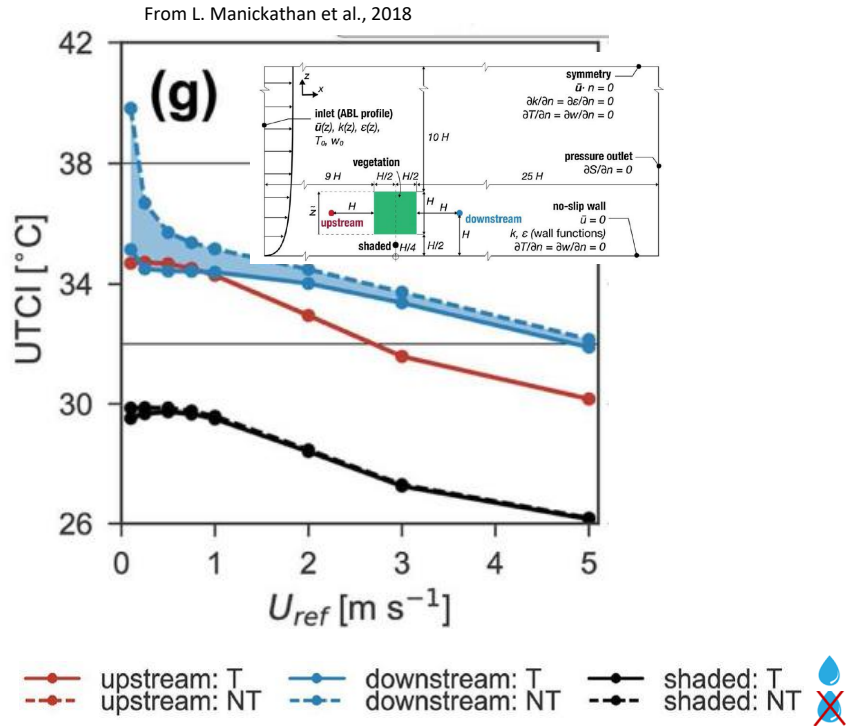 From L. Manickathan et al., 2018
(g)
UTCI [°C]
42
38
34
30
26
0
1
2
3
4
5
U_ref [m s⁻¹]
z
x
inlet (ABL profile)
ū(z), k(z), ε(z),
T₀, w₀
symmetry
ū· n = 0
∂k/∂n = ∂ε/∂n = 0
∂T/∂n = ∂w/∂n = 0
10 H
vegetation
pressure outlet
∂S/∂n = 0
9 H
H/2
H/2
25 H
H
H
H
upstream
downstream
no-slip wall
ū = 0
k, ε (wall functions)
∂T/∂n = ∂w/∂n = 0
shaded
H/4
H/2
H
upstream: T
downstream: T
shaded: T
upstream: NT
downstream: NT
shaded: NT